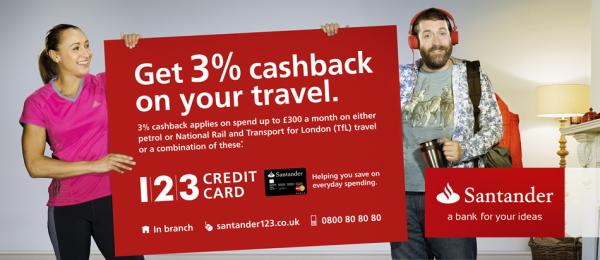 Get 3% cashback
on your travel.
3% cashback applies on spend up to £300 a month on either
petrol or National Rail and Transport for London (TfL) travel
or a combination of these*.
1|2|3 CREDIT
CARD
Santander
Helping you save on
everyday spending.
In branch santander123.co.uk 0800 80 80 80
Santander
a bank for your ideas